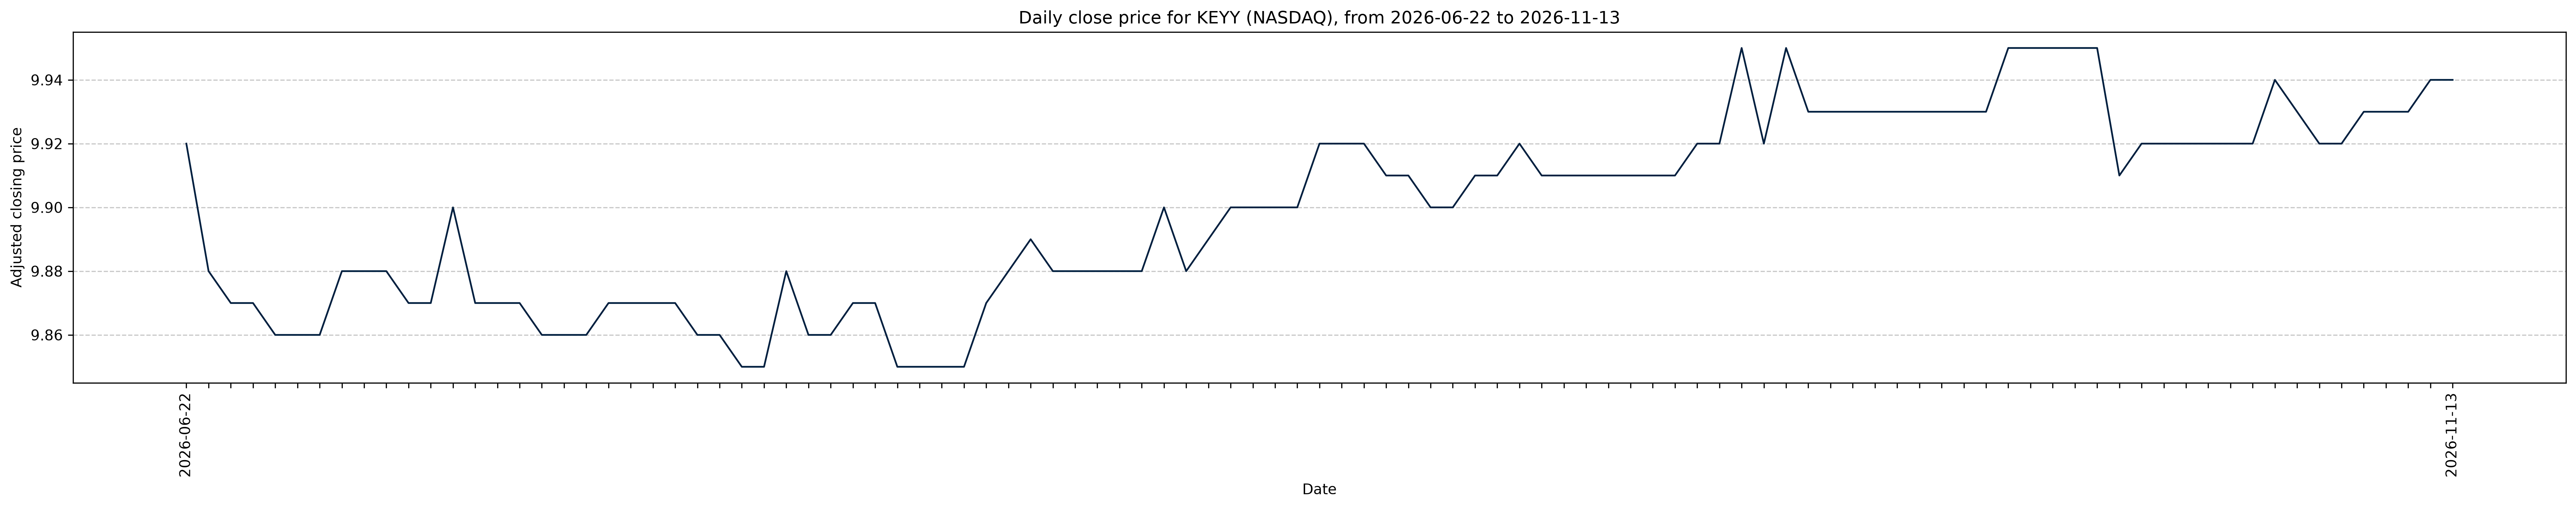 Daily close price for KEYY (NASDAQ), from 2026-06-22 to 2026-11-13
Adjusted closing price
9.94
9.92
9.90
9.88
9.86
2026-06-22
2026-11-13
Date